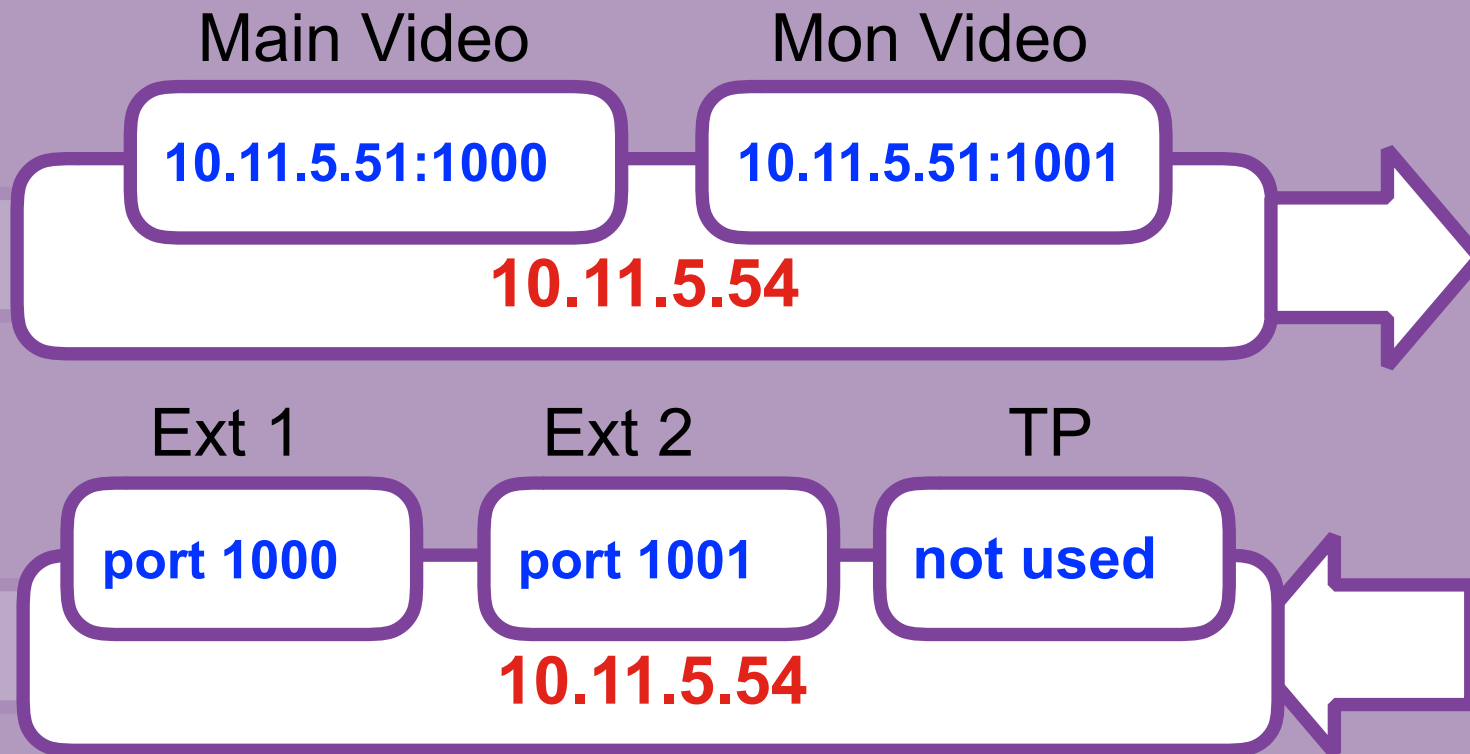 Main Video Mon Video
10.11.5.51:1000 10.11.5.51:1001
10.11.5.54
Ext 1 Ext 2 TP
port 1000 port 1001 not used
10.11.5.54